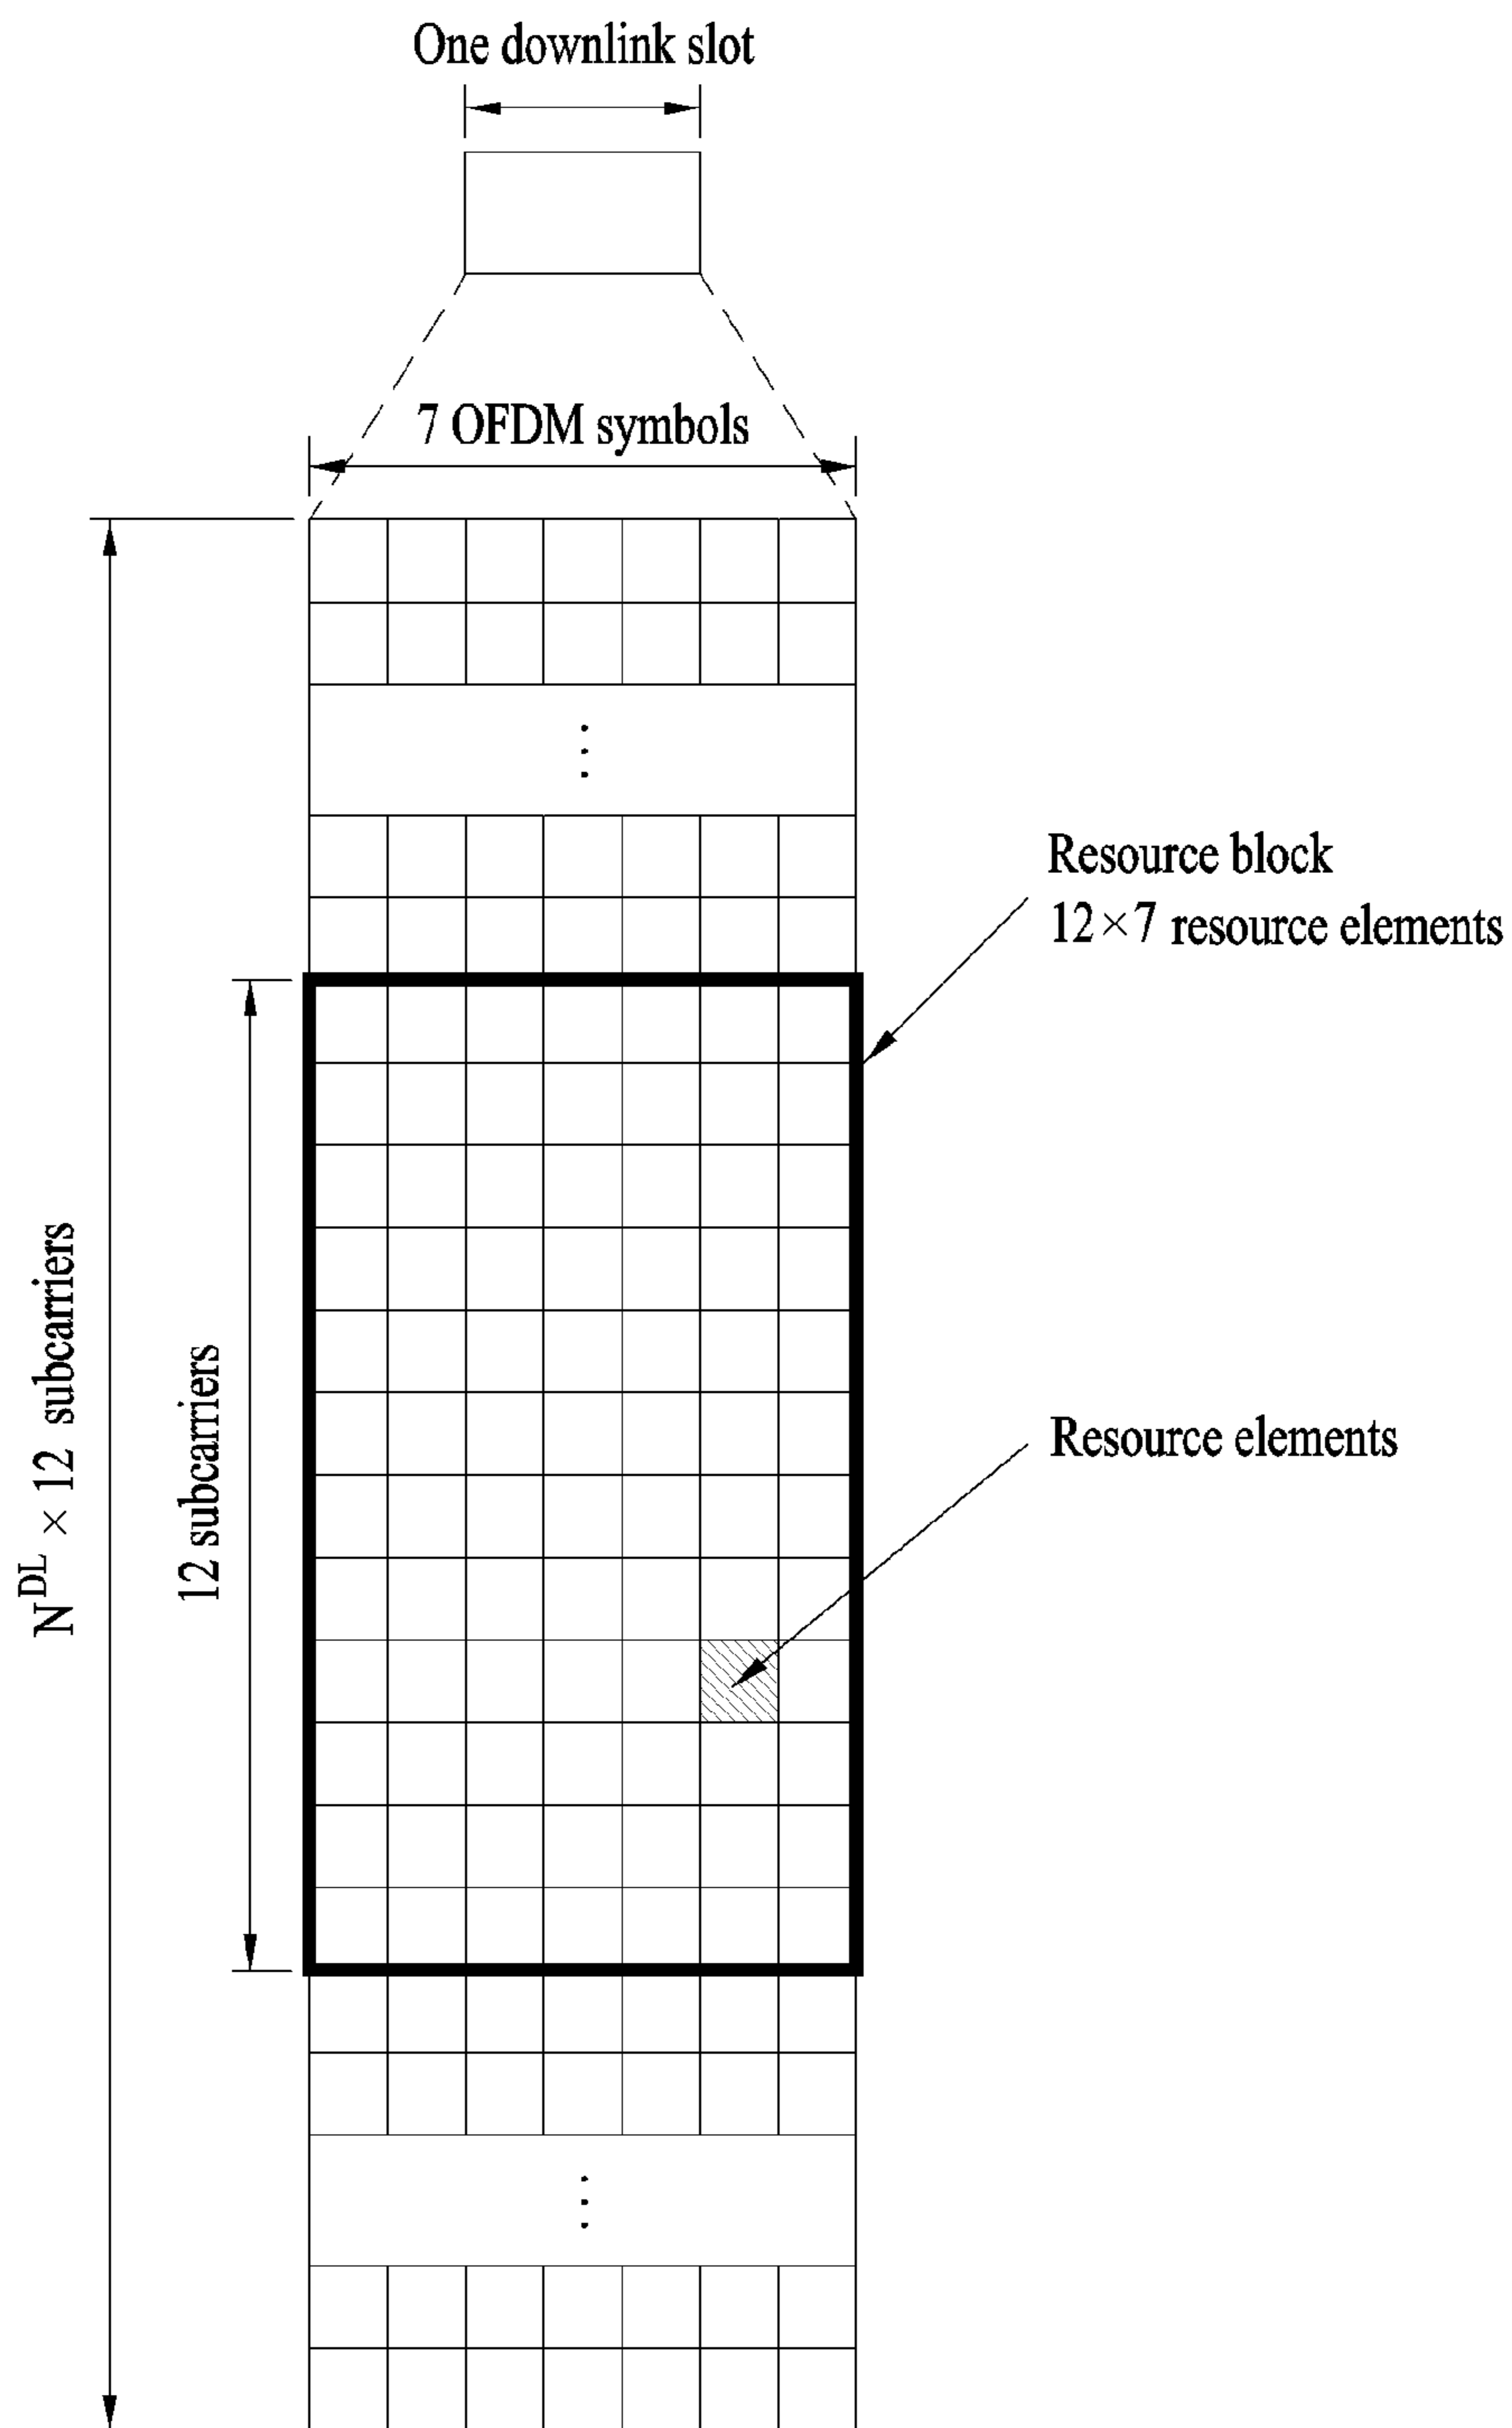 One downlink slot
7 OFDM symbols
Resource block
12×7 resource elements
N^DL × 12 subcarriers
12 subcarriers
Resource elements